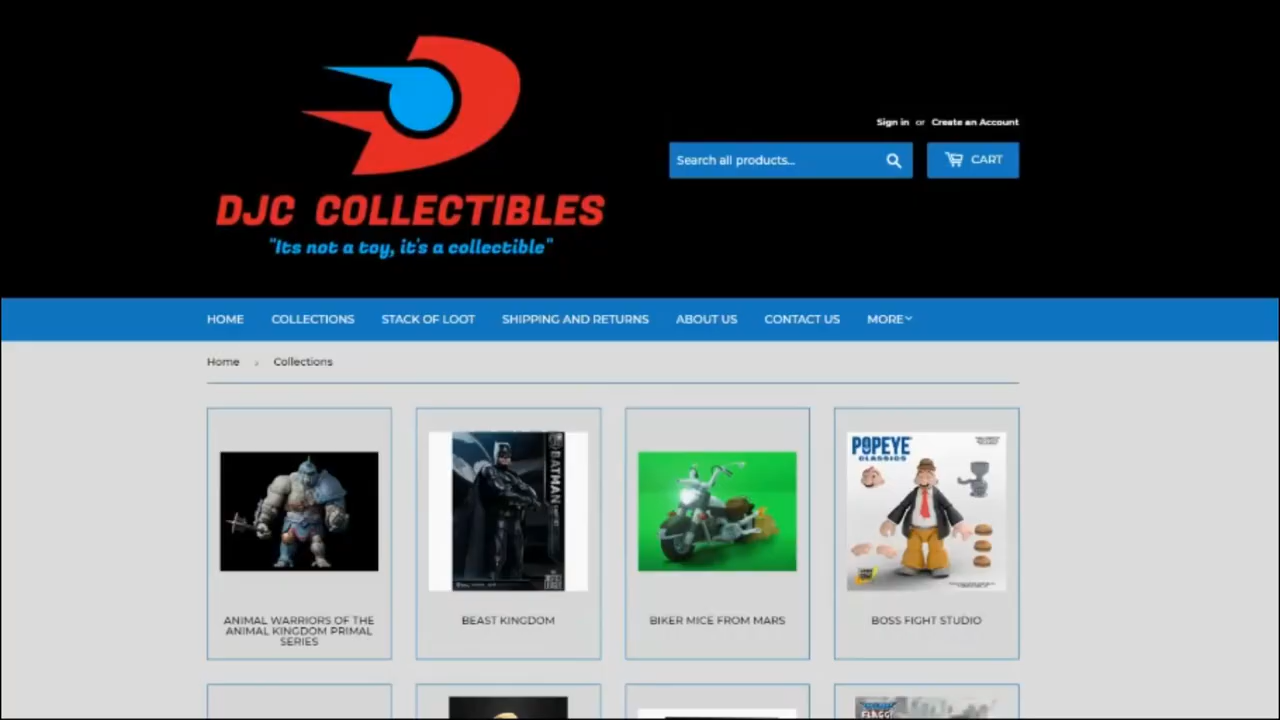 Sign in or Create an Account
Search all products...
CART
DJC COLLECTIBLES
"Its not a toy, it's a collectible"
HOME COLLECTIONS STACK OF LOOT SHIPPING AND RETURNS ABOUT US CONTACT US MORE
Home › Collections
BATMAN
POPEYE
CLASSICS
ANIMAL WARRIORS OF THE
ANIMAL KINGDOM PRIMAL
SERIES
BEAST KINGDOM
BIKER MICE FROM MARS
BOSS FIGHT STUDIO